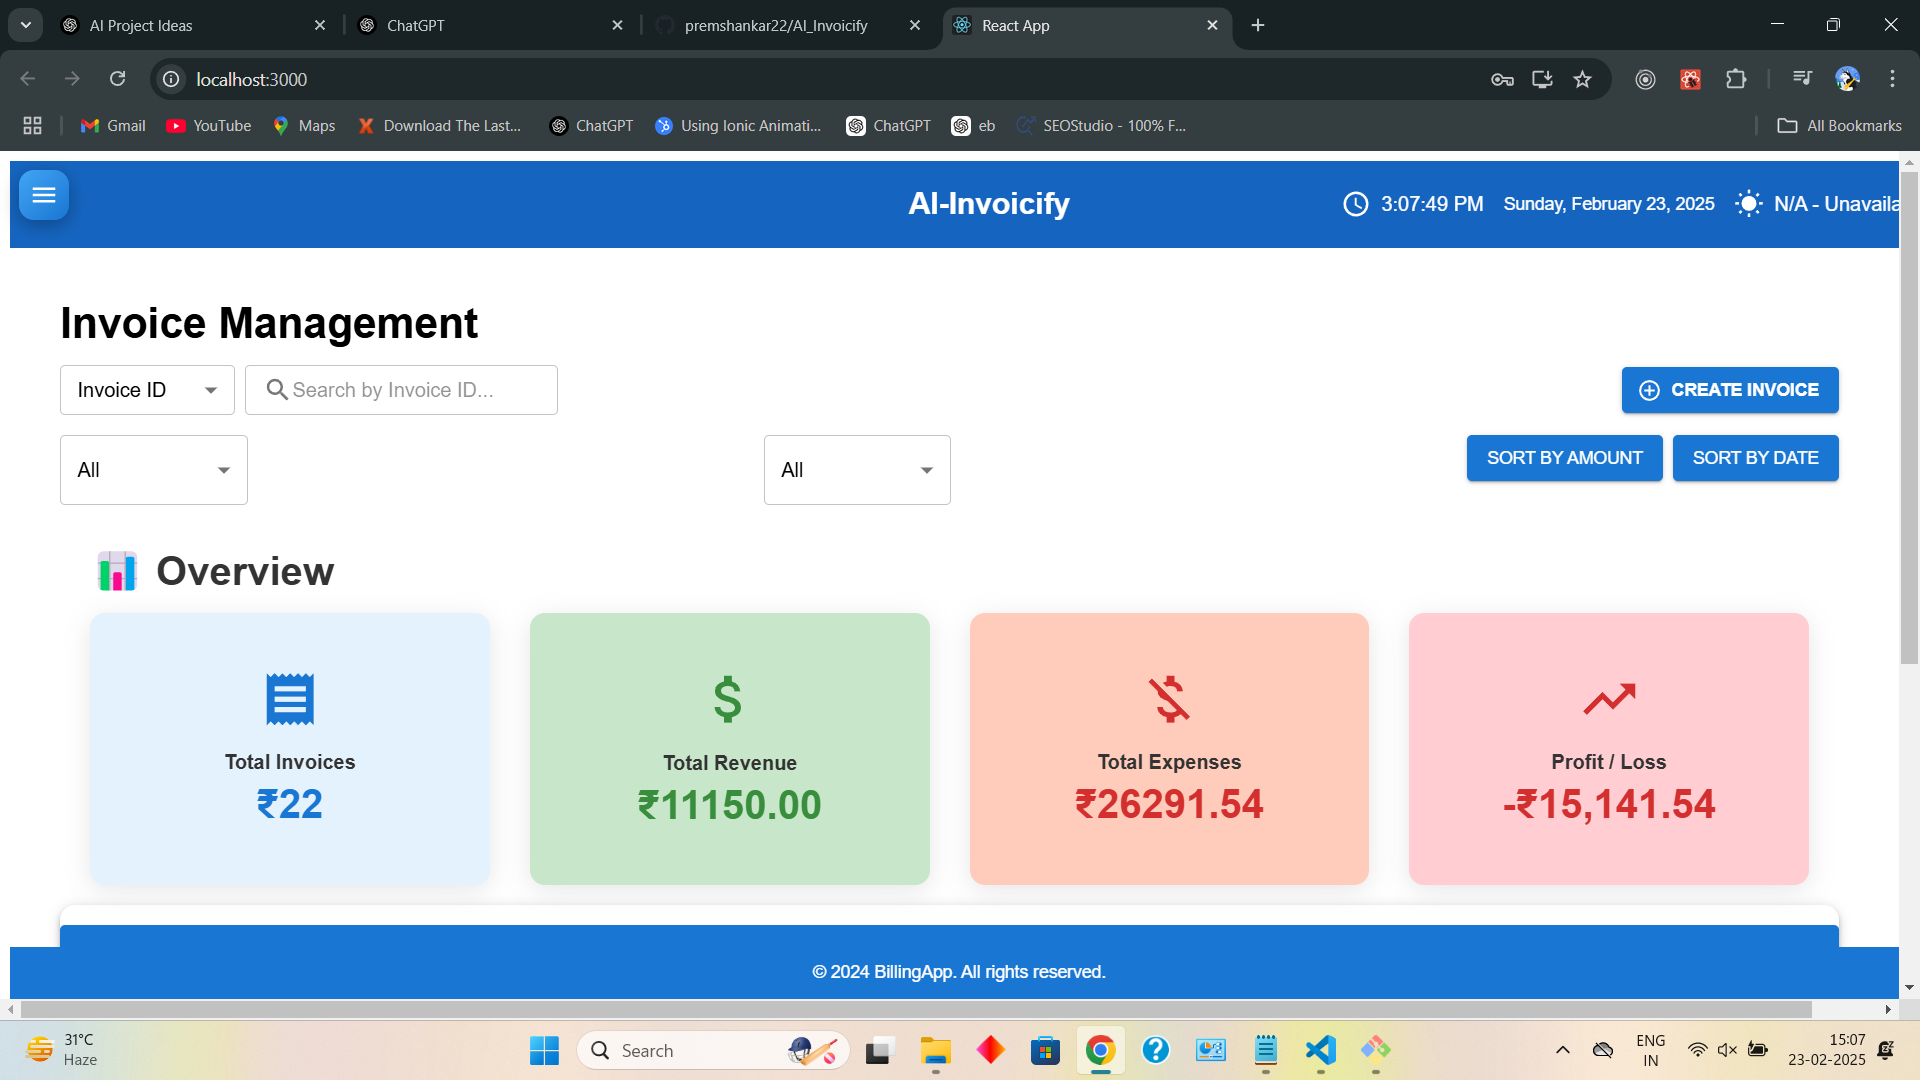 AI Project Ideas
ChatGPT
premshankar22/AI_Invoicify
React App
localhost:3000
Gmail
YouTube
Maps
Download The Last...
ChatGPT
Using Ionic Animati...
ChatGPT
eb
SEOStudio - 100% F...
All Bookmarks
AI-Invoicify
3:07:49 PM
Sunday, February 23, 2025
N/A - Unavaila
Invoice Management
Invoice ID
Search by Invoice ID...
CREATE INVOICE
All
All
SORT BY AMOUNT
SORT BY DATE
Overview
Total Invoices
₹22
Total Revenue
₹11150.00
Total Expenses
₹26291.54
Profit / Loss
-₹15,141.54
© 2024 BillingApp. All rights reserved.
31°C
Haze
Search
ENG
IN
15:07
23-02-2025